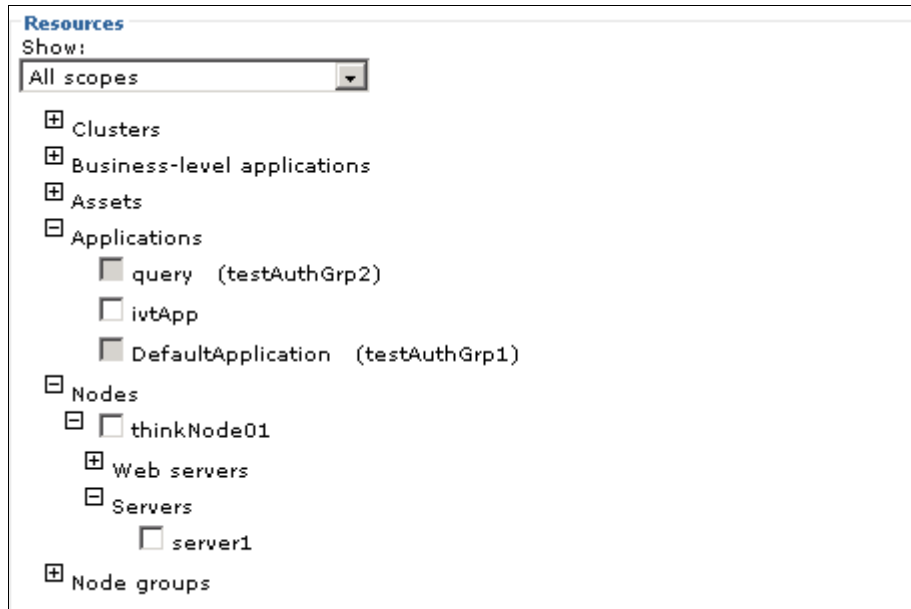 Resources
Show:
All scopes
Clusters
Business-level applications
Assets
Applications
query (testAuthGrp2)
ivtApp
DefaultApplication (testAuthGrp1)
Nodes
thinkNode01
Web servers
Servers
server1
Node groups